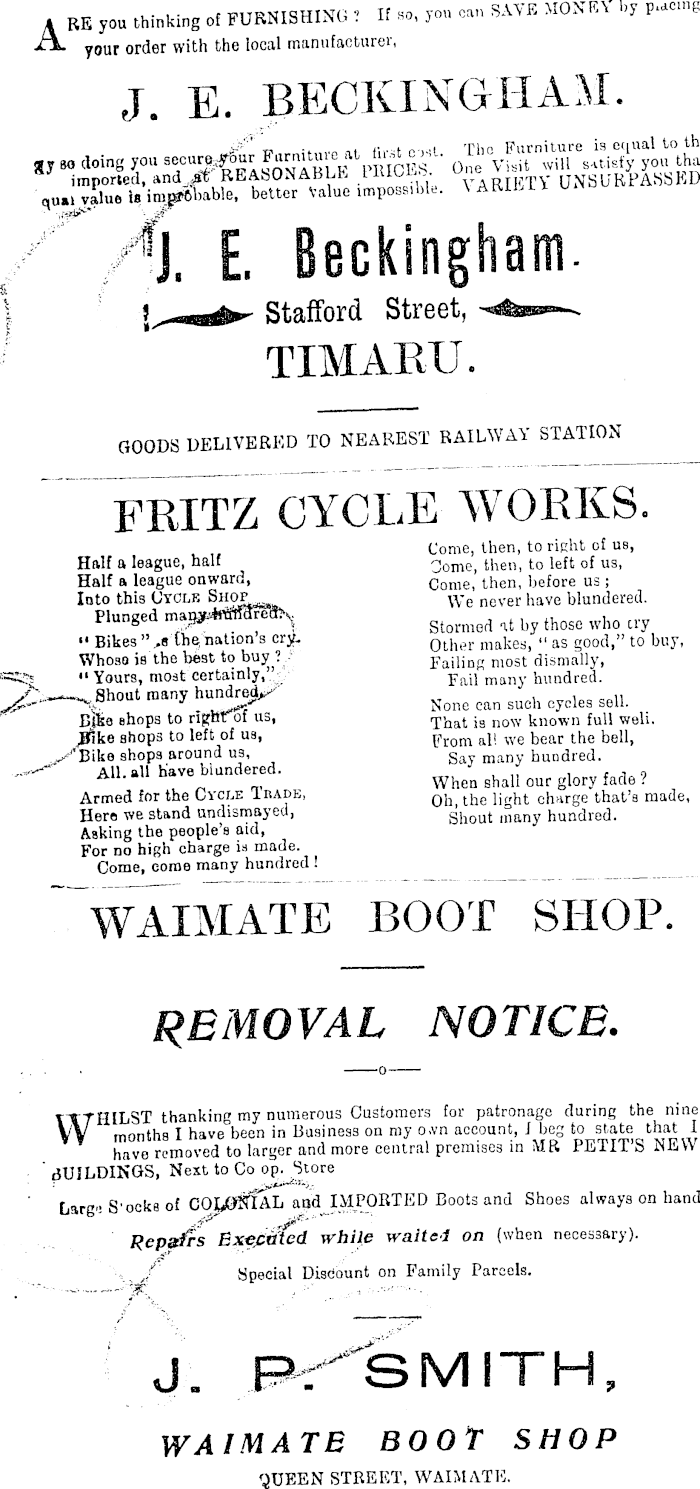 ARE you thinking of FURNISHING? If so, you can SAVE MONEY by placing
your order with the local manufacturer,
J. E. BECKINGHAM.
By so doing you secure your Furniture at first cost. The Furniture is equal to th
imported, and at REASONABLE PRICES. One Visit will satisfy you tha
qual value is improbable, better value impossible. VARIETY UNSURPASSED
J. E. Beckingham.
Stafford Street,
TIMARU.
GOODS DELIVERED TO NEAREST RAILWAY STATION
FRITZ CYCLE WORKS.
Half a league, half
Half a league onward,
Into this CYCLE SHOP
Plunged many hundred.
"Bikes" is the nation's cry.
Whoso is the best to buy?
"Yours, most certainly,"
Shout many hundred.
Bike shops to right of us,
Bike shops to left of us,
Bike shops around us,
All, all have blundered.
Armed for the CYCLE TRADE,
Here we stand undismayed,
Asking the people's aid,
For no high charge is made.
Come, come many hundred!
Come, then, to right of us,
Come, then, to left of us,
Come, then, before us;
We never have blundered.
Stormed at by those who cry
Other makes, "as good," to buy,
Failing most dismally,
Fail many hundred.
None can such cycles sell.
That is now known full well.
From all we bear the bell,
Say many hundred.
When shall our glory fade?
Oh, the light charge that's made,
Shout many hundred.
WAIMATE BOOT SHOP.
REMOVAL NOTICE.
—o—
WHILST thanking my numerous Customers for patronage during the nine
months I have been in Business on my own account, I beg to state that I
have removed to larger and more central premises in MR PETIT'S NEW
BUILDINGS, Next to Co op. Store
Large Stocks of COLONIAL and IMPORTED Boots and Shoes always on hand
Repairs Executed while waited on (when necessary).
Special Discount on Family Parcels.
J. P. SMITH,
WAIMATE BOOT SHOP
QUEEN STREET, WAIMATE.